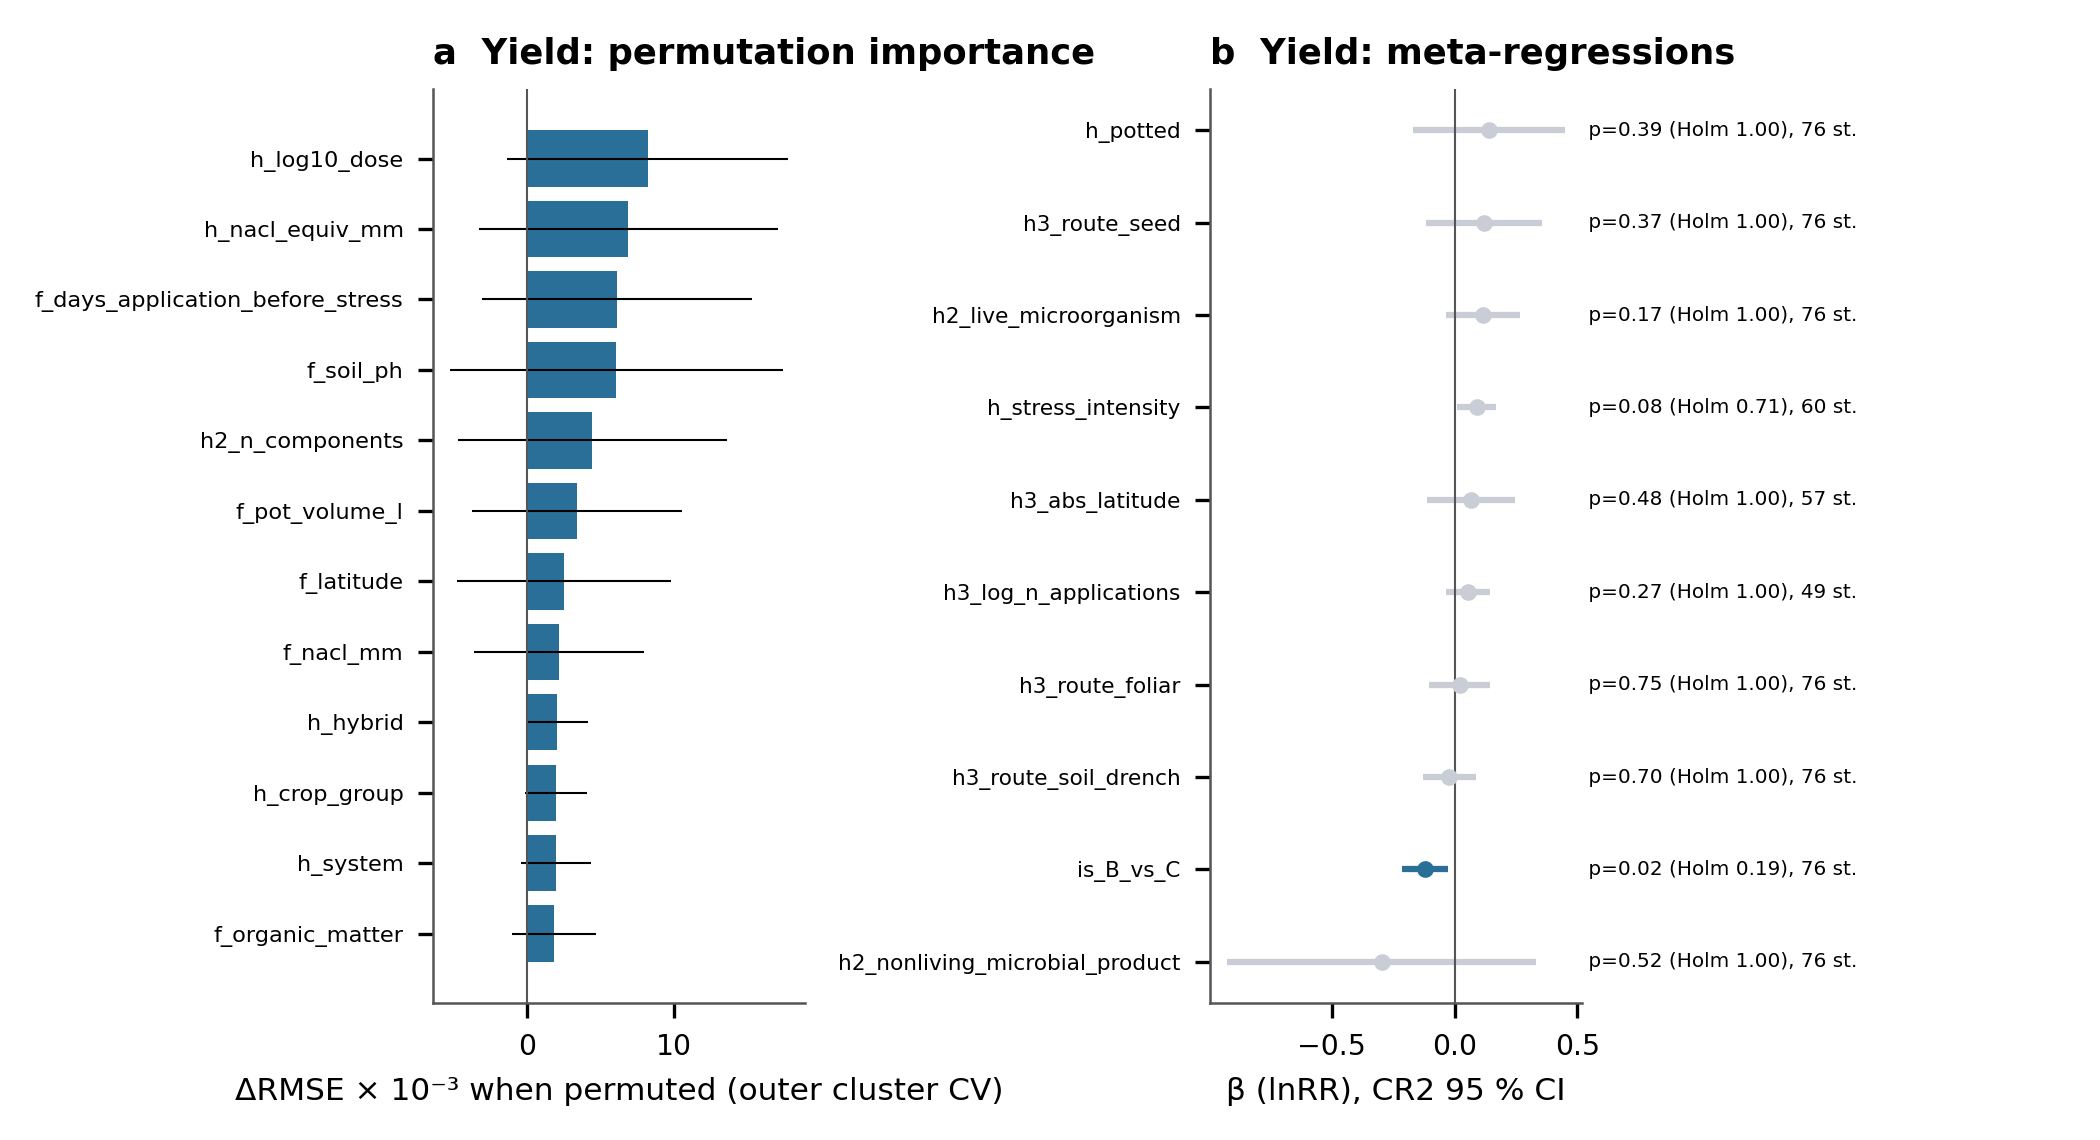 a  Yield: permutation importance
h_log10_dose
h_nacl_equiv_mm
f_days_application_before_stress
f_soil_ph
h2_n_components
f_pot_volume_l
f_latitude
f_nacl_mm
h_hybrid
h_crop_group
h_system
f_organic_matter
0 10
ΔRMSE × 10⁻³ when permuted (outer cluster CV)
b  Yield: meta-regressions
h_potted p=0.39 (Holm 1.00), 76 st.
h3_route_seed p=0.37 (Holm 1.00), 76 st.
h2_live_microorganism p=0.17 (Holm 1.00), 76 st.
h_stress_intensity p=0.08 (Holm 0.71), 60 st.
h3_abs_latitude p=0.48 (Holm 1.00), 57 st.
h3_log_n_applications p=0.27 (Holm 1.00), 49 st.
h3_route_foliar p=0.75 (Holm 1.00), 76 st.
h3_route_soil_drench p=0.70 (Holm 1.00), 76 st.
is_B_vs_C p=0.02 (Holm 0.19), 76 st.
h2_nonliving_microbial_product p=0.52 (Holm 1.00), 76 st.
−0.5 0.0 0.5
β (lnRR), CR2 95 % CI